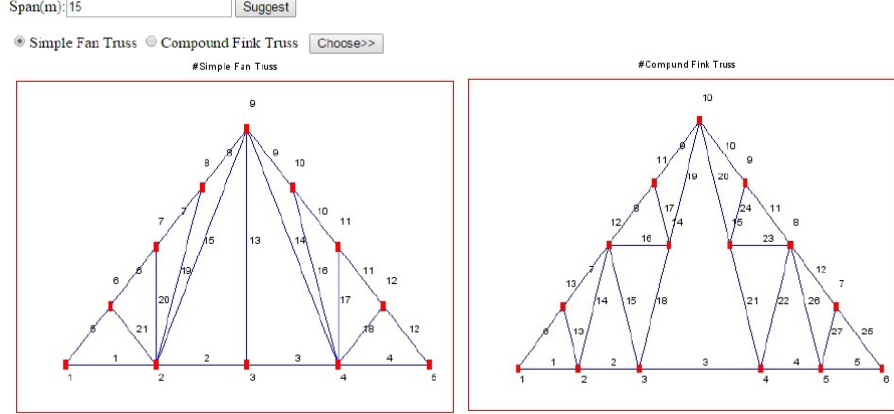 Span(m): 15 Suggest
Simple Fan Truss Compound Fink Truss Choose>>
#Simple Fan Truss
9
8 9 10
8
7 7 10 11
15 13 14
6 6 19 16 11 12
20 17
5 21 18 12
1 2 3 4
1 2 3 4 5
#Compund Fink Truss
10
9 10
11 9
19 20
12 8 17 14 15 24 11 8
16 23
13 7 12 7
6 13 14 15 18 21 22 26 27 25
1 2 3 4 5
1 2 3 4 5 6